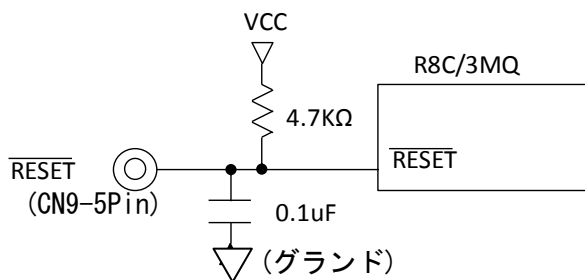 VCC
R8C/3MQ
4.7KΩ
RESET
RESET
(CN9-5Pin)
0.1uF
(グランド)